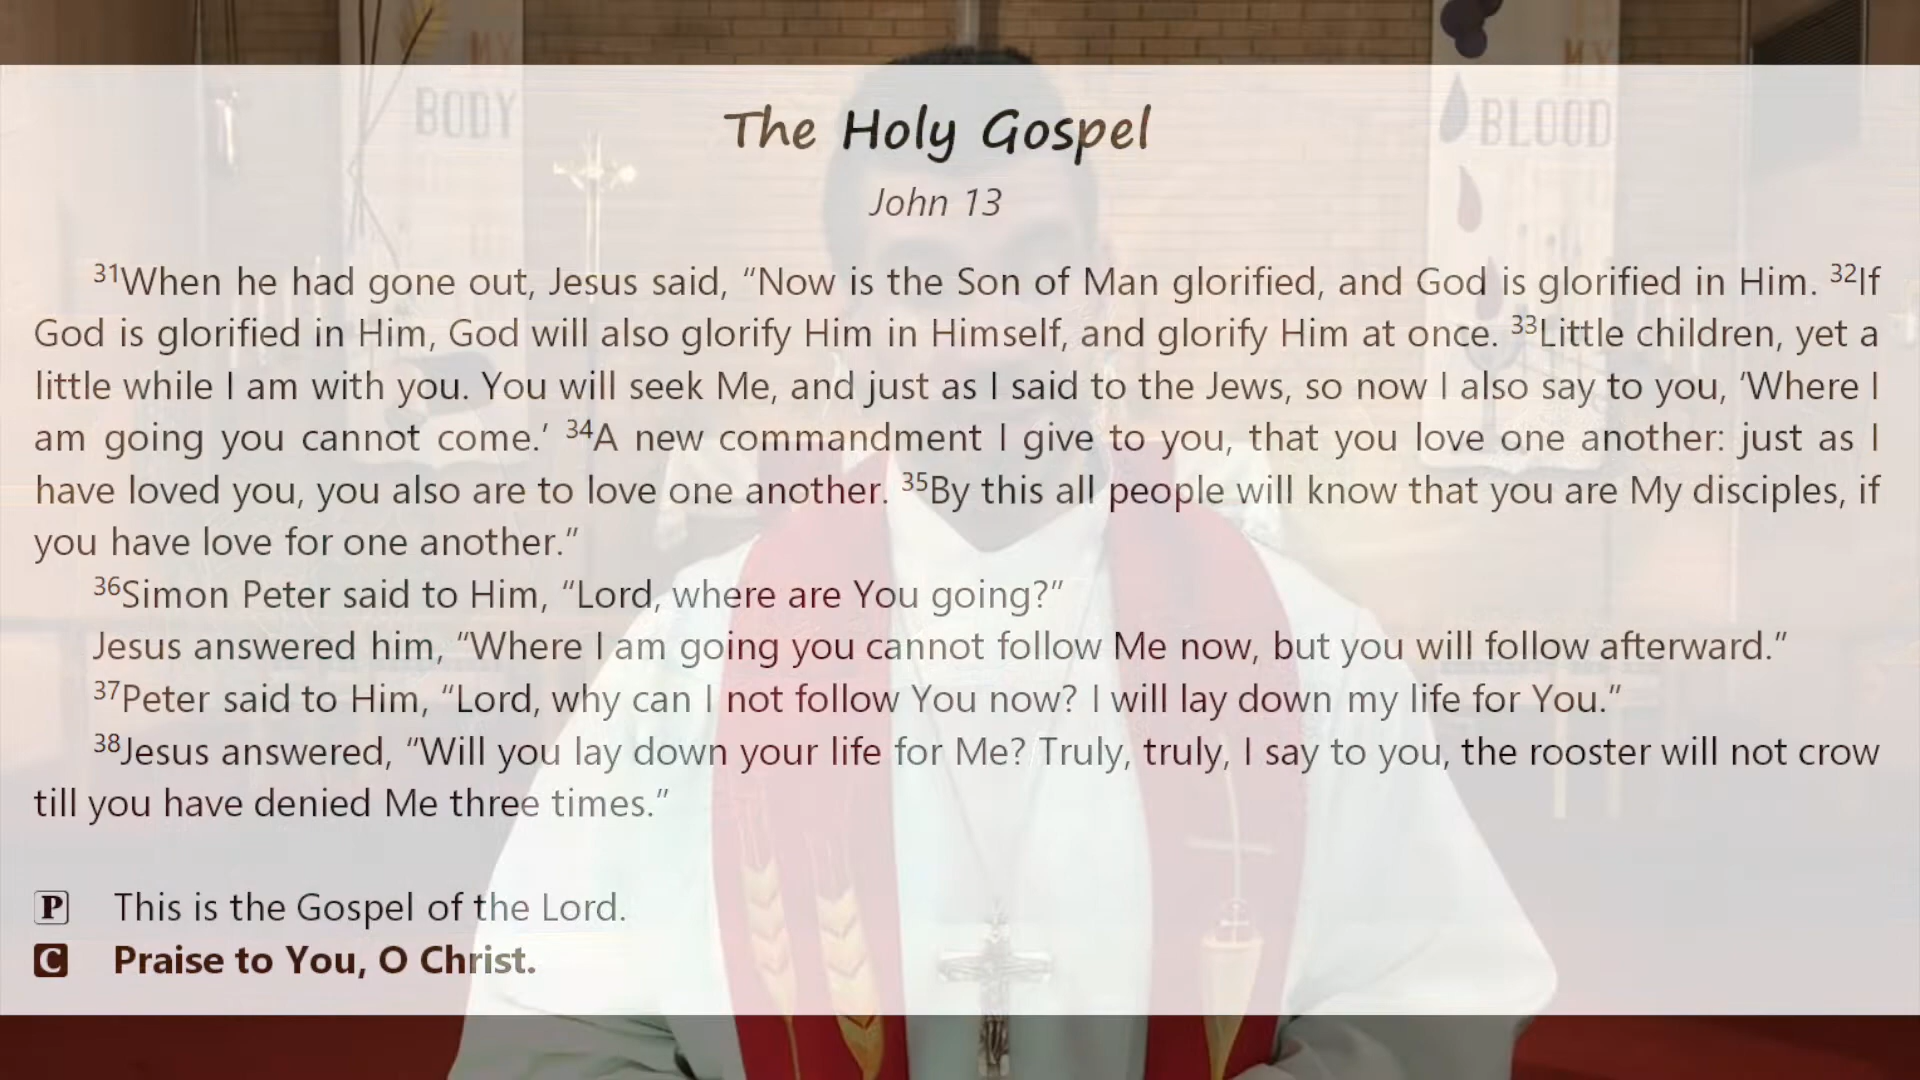 MY
BODY
MY
BLOOD
The Holy Gospel
John 13
³¹When he had gone out, Jesus said, “Now is the Son of Man glorified, and God is glorified in Him. ³²If
God is glorified in Him, God will also glorify Him in Himself, and glorify Him at once. ³³Little children, yet a
little while I am with you. You will seek Me, and just as I said to the Jews, so now I also say to you, ‘Where I
am going you cannot come.’ ³⁴A new commandment I give to you, that you love one another: just as I
have loved you, you also are to love one another. ³⁵By this all people will know that you are My disciples, if
you have love for one another.”
³⁶Simon Peter said to Him, “Lord, where are You going?”
Jesus answered him, “Where I am going you cannot follow Me now, but you will follow afterward.”
³⁷Peter said to Him, “Lord, why can I not follow You now? I will lay down my life for You.”
³⁸Jesus answered, “Will you lay down your life for Me? Truly, truly, I say to you, the rooster will not crow
till you have denied Me three times.”
P This is the Gospel of the Lord.
C Praise to You, O Christ.